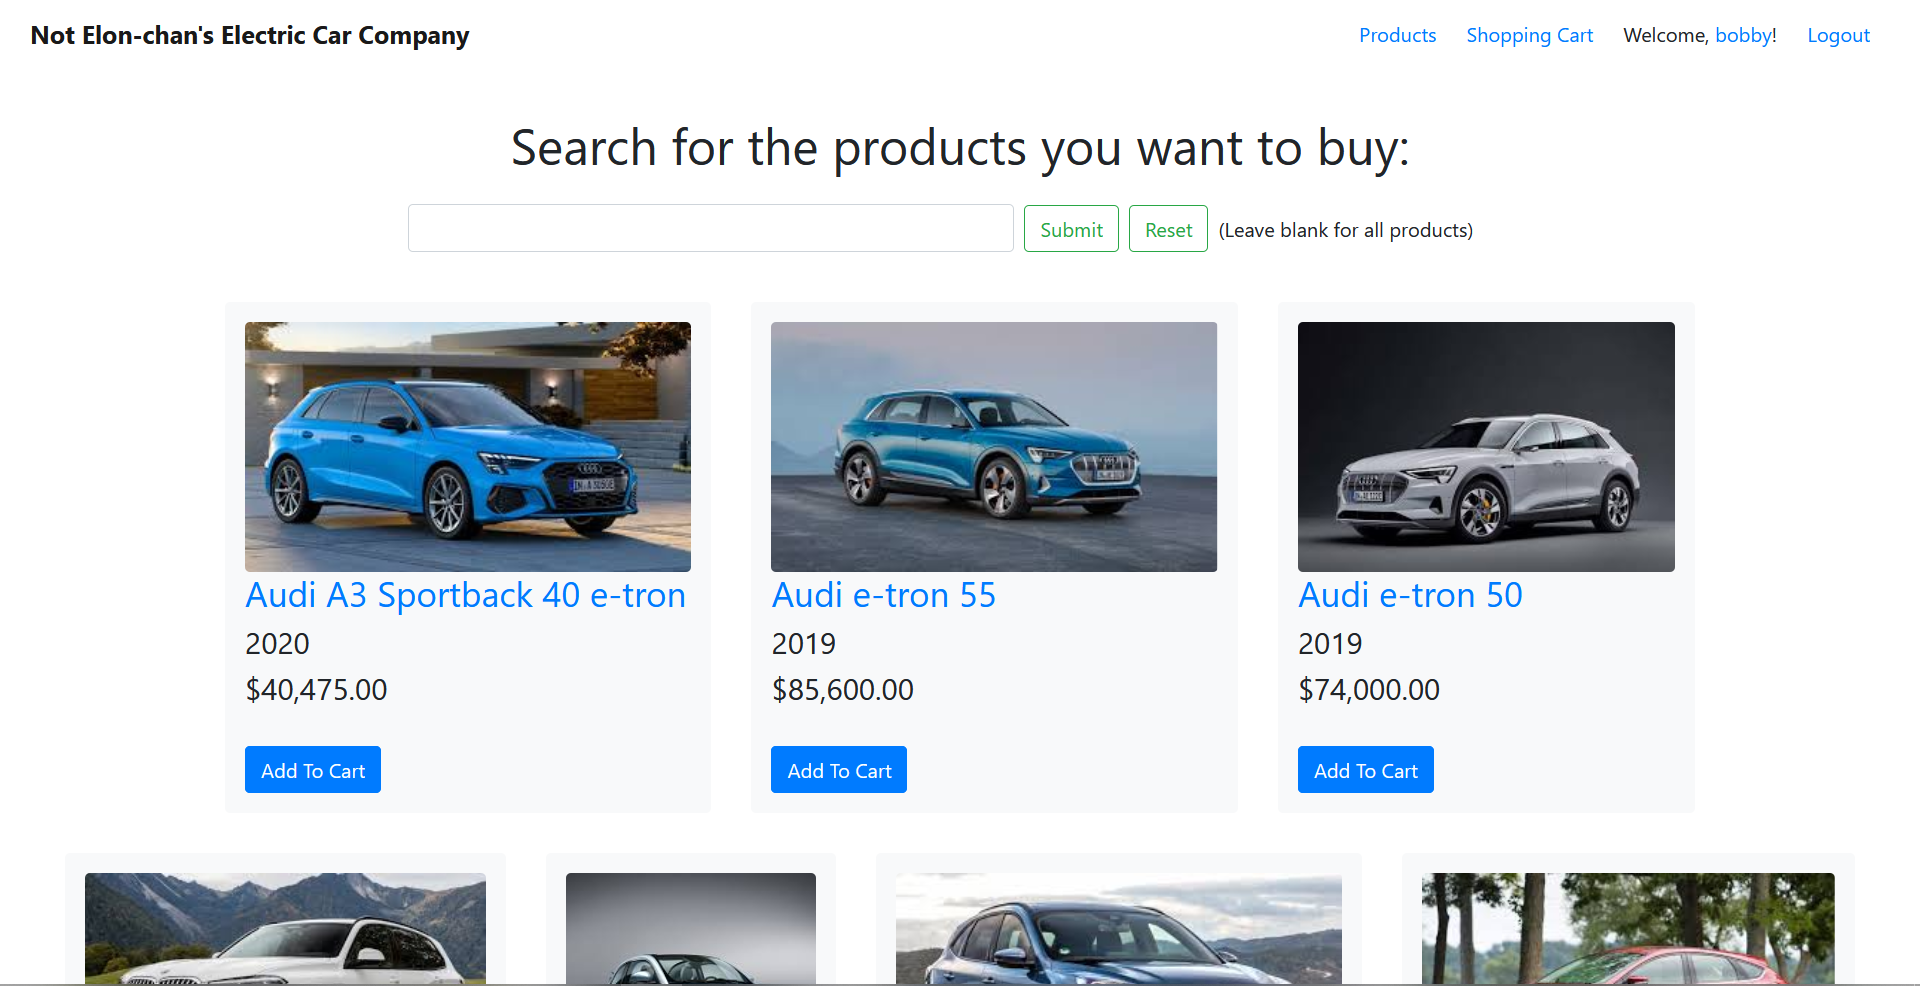 Not Elon-chan's Electric Car Company
Products Shopping Cart Welcome, bobby! Logout
Search for the products you want to buy:
Submit Reset (Leave blank for all products)
Audi A3 Sportback 40 e-tron
2020
$40,475.00
Add To Cart
Audi e-tron 55
2019
$85,600.00
Add To Cart
Audi e-tron 50
2019
$74,000.00
Add To Cart